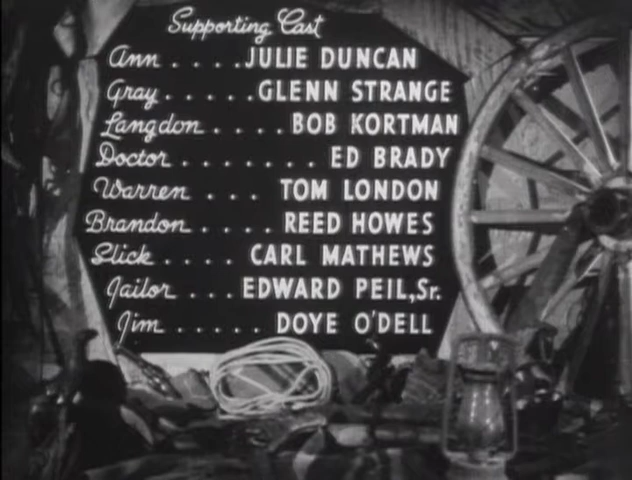 Supporting Cast
Ann . . . . JULIE DUNCAN
Gray . . . . . GLENN STRANGE
Langdon . . . . BOB KORTMAN
Doctor . . . . . . . ED BRADY
Warren . . . TOM LONDON
Brandon . . . . . REED HOWES
Slick . . . . CARL MATHEWS
Jailor . . . EDWARD PEIL, Sr.
Jim . . . . . DOYE O'DELL